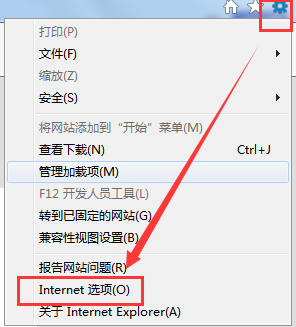 打印(P)
文件(F)
缩放(Z)
安全(S)
将网站添加到“开始”菜单(M)
查看下载(N) Ctrl+J
管理加载项(M)
F12 开发人员工具(L)
转到已固定的网站(G)
兼容性视图设置(B)
报告网站问题(R)
Internet 选项(O)
关于 Internet Explorer(A)